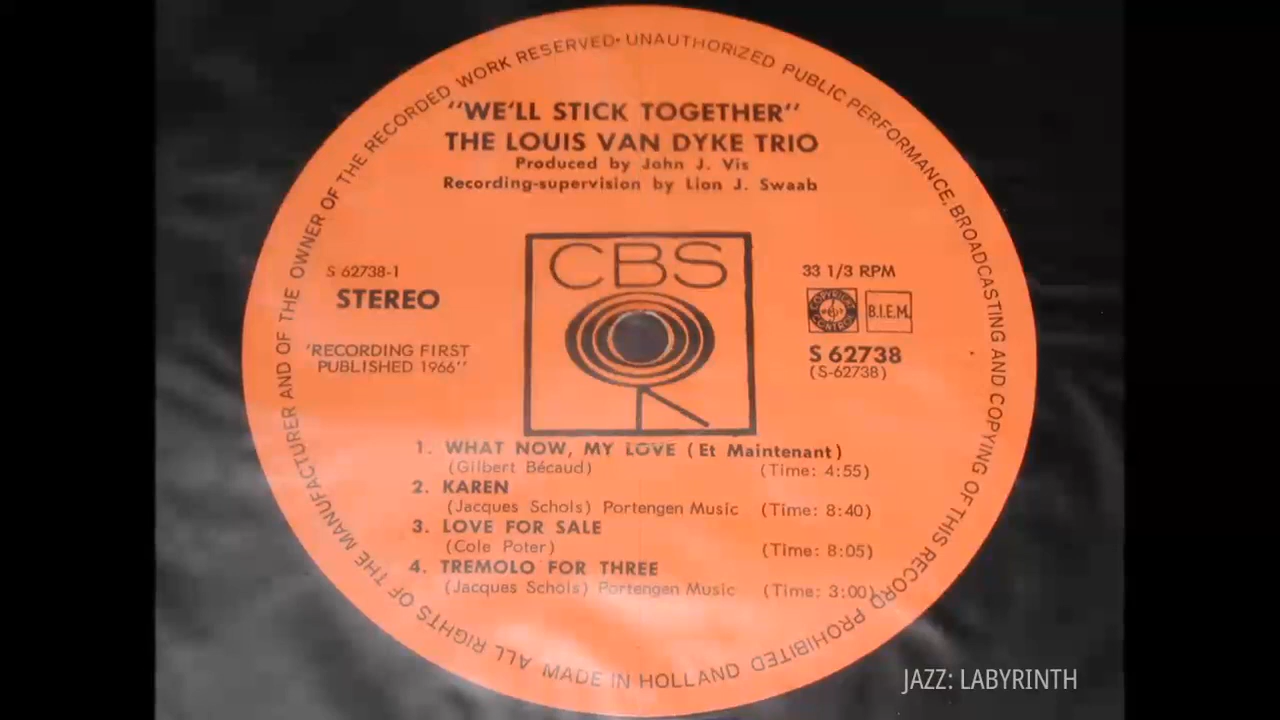 ALL RIGHTS OF THE MANUFACTURER AND OF THE OWNER OF THE RECORDED WORK RESERVED· UNAUTHORIZED PUBLIC PERFORMANCE, BROADCASTING AND COPYING OF THIS RECORD PROHIBITED
"WE'LL STICK TOGETHER"
THE LOUIS VAN DYKE TRIO
Produced by John J. Vis
Recording-supervision by Lion J. Swaab
CBS
S 62738-1
STEREO
'RECORDING FIRST
PUBLISHED 1966"
33 1/3 RPM
COPYRIGHT CONTROL
B.I.E.M.
S 62738
(S-62738)
1. WHAT NOW, MY LOVE (Et Maintenant)
(Gilbert Bécaud) (Time: 4:55)
2. KAREN
(Jacques Schols) Portengen Music (Time: 8:40)
3. LOVE FOR SALE
(Cole Poter) (Time: 8:05)
4. TREMOLO FOR THREE
(Jacques Schols) Portengen Music (Time: 3:00)
MADE IN HOLLAND
JAZZ: LABYRINTH